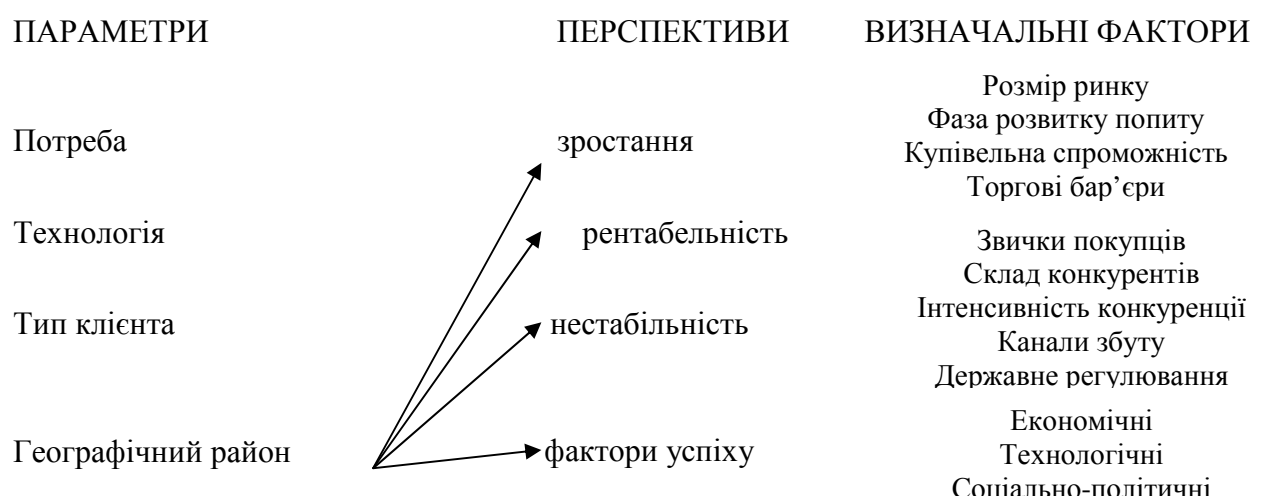 ПАРАМЕТРИ ПЕРСПЕКТИВИ ВИЗНАЧАЛЬНІ ФАКТОРИ
Розмір ринку
Фаза розвитку попиту
Потреба зростання
Купівельна спроможність
Торгові бар’єри
Технологія рентабельність
Звички покупців
Склад конкурентів
Інтенсивність конкуренції
Тип клієнта нестабільність
Канали збуту
Державне регулювання
Економічні
Географічний район фактори успіху
Технологічні
Соціально-політичні